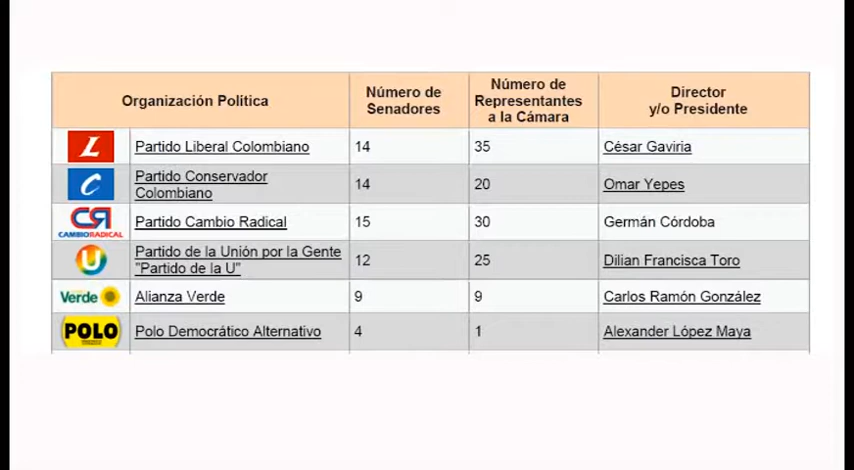 Organización Política
Número de
Senadores
Número de
Representantes
a la Cámara
Director
y/o Presidente
L
Partido Liberal Colombiano
14
35
César Gaviria
C
Partido Conservador
Colombiano
14
20
Omar Yepes
CR
CAMBIO RADICAL
Partido Cambio Radical
15
30
Germán Córdoba
U
Partido de la Unión por la Gente
"Partido de la U"
12
25
Dilian Francisca Toro
Verde
Alianza Verde
9
9
Carlos Ramón González
POLO
Polo Democrático Alternativo
4
1
Alexander López Maya